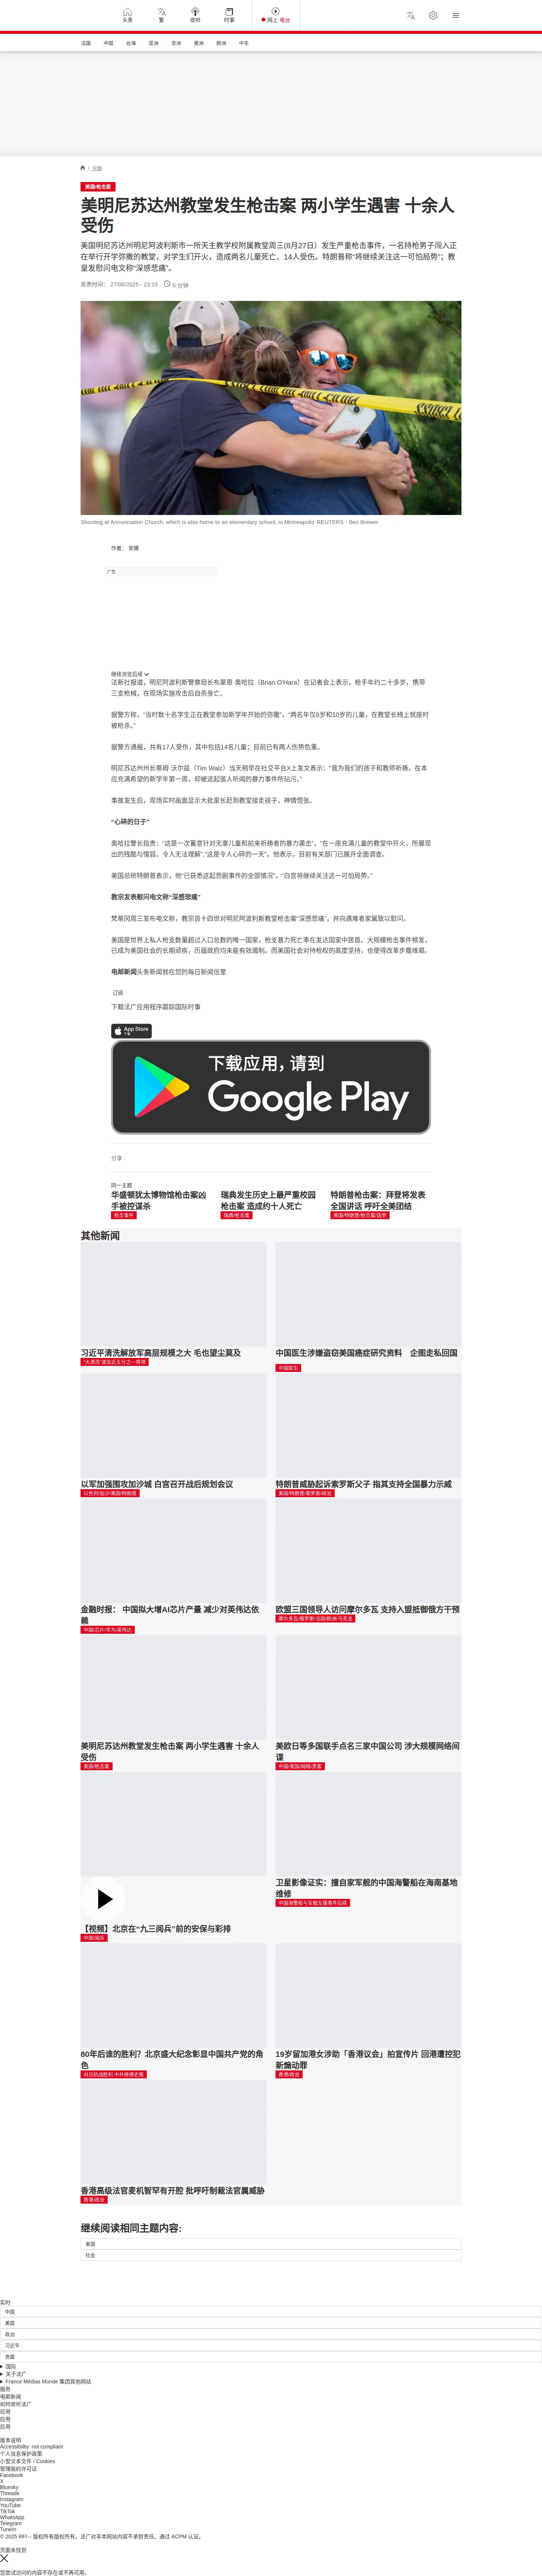 头条
繁
收听
时事
网上 电台
法国
中国
台海
亚洲
非洲
美洲
欧洲
中东
/ 中国
美国/枪击案
美明尼苏达州教堂发生枪击案 两小学生遇害 十余人
受伤
美国明尼苏达州明尼阿波利斯市一所天主教学校附属教堂周三(8月27日）发生严重枪击事件，一名持枪男子闯入正
在举行开学弥撒的教堂，对学生们开火，造成两名儿童死亡、14人受伤。特朗普称“将继续关注这一可怕局势”；教
皇发慰问电文称“深感悲痛”。
发表时间： 27/08/2025 - 23:15
5 分钟
Shooting at Annunciation Church, which is also home to an elementary school, in Minneapolis REUTERS - Ben Brewer
作者： 安娜
广告
继续浏览后续
法新社报道，明尼阿波利斯警察局长布莱恩·奥哈拉（Brian O'Hara）在记者会上表示，枪手年约二十多岁，携带
三支枪械，在现场实施攻击后自杀身亡。
据警方称，“当时数十名学生正在教堂参加新学年开始的弥撒”，“两名年仅8岁和10岁的儿童，在教堂长椅上就座时
被枪杀。”
据警方通报，共有17人受伤，其中包括14名儿童；目前已有两人伤势危重。
明尼苏达州州长蒂姆·沃尔兹（Tim Walz）当天稍早在社交平台X上发文表示：“我为我们的孩子和教师祈祷，在本
应充满希望的新学年第一周，却被这起骇人听闻的暴力事件所玷污。”
事故发生后，现场实时画面显示大批家长赶到教堂接走孩子，神情慌张。
“心碎的日子”
奥哈拉警长指责：“这是一次蓄意针对无辜儿童和前来祈祷者的暴力袭击”，“在一座充满儿童的教堂中开火，所展现
出的残酷与懦弱，令人无法理解”，“这是令人心碎的一天”。他表示，目前有关部门已展开全面调查。
美国总统特朗普表示，他“已获悉这起悲剧事件的全部情况”，“白宫将继续关注这一可怕局势。”
教宗发表慰问电文称“深感悲痛”
梵蒂冈周三发布电文称，教宗良十四世对明尼阿波利斯教堂枪击案“深感悲痛”，并向遇难者家属致以慰问。
美国是世界上私人枪支数量超过人口总数的唯一国家，枪支暴力死亡率在发达国家中居首。大规模枪击事件频发，
已成为美国社会的长期顽疾，历届政府均未能有效遏制。而美国社会对持枪权的高度坚持，也使得改革步履维艰。
电邮新闻头条新闻就在您的每日新闻信里
订阅
下载法广应用程序跟踪国际时事
App Store
下载
下载应用，请到
Google Play
分享 :
同一主题
华盛顿犹太博物馆枪击案凶
手被控谋杀
枪击事件
瑞典发生历史上最严重校园
枪击案 造成约十人死亡
瑞典/枪击案
特朗普枪击案：拜登将发表
全国讲话 呼吁全美团结
美国/特朗普/枪击案/选举
其他新闻
习近平清洗解放军高层规模之大 毛也望尘莫及
“大清洗”波及近五分之一将领
中国医生涉嫌盗窃美国癌症研究资料 企图走私回国
中国医生
以军加强围攻加沙城 白宫召开战后规划会议
以色列/加沙/美国/特朗普
特朗普威胁起诉索罗斯父子 指其支持全国暴力示威
美国/特朗普/索罗斯/政治
金融时报： 中国拟大增AI芯片产量 减少对英伟达依
赖
中国/芯片/华为/英伟达
欧盟三国领导人访问摩尔多瓦 支持入盟抵御俄方干预
摩尔多瓦/俄罗斯/法国/欧洲/马克龙
美明尼苏达州教堂发生枪击案 两小学生遇害 十余人
受伤
美国/枪击案
美欧日等多国联手点名三家中国公司 涉大规模网络间
谍
中国/美国/网络/黑客
【视频】北京在“九三阅兵”前的安保与彩排
中国/阅兵
卫星影像证实：撞自家军舰的中国海警船在海南基地
维修
中国海警船与军舰互撞事件后续
80年后谁的胜利？北京盛大纪念彰显中国共产党的角
色
对日抗战胜利 中共修撰史观
19岁留加港女涉助「香港议会」拍宣传片 回港遭控犯
新煽动罪
香港/政治
香港高级法官麦机智罕有开腔 批呼吁制裁法官属威胁
香港/政治
继续阅读相同主题内容:
美国
社会
实时
中国
美国
政治
习近平
贪腐
国际
关于法广
France Médias Monde 集团其他网站
服务
电邮新闻
如何收听法广
应用
应用
应用
版本说明
Accessibility: not compliant
个人信息保护政策
小型文本文件 / Cookies
管理我的许可证
Facebook
X
Bluesky
Threads
Instagram
YouTube
TikTok
WhatsApp
Telegram
TuneIn
© 2025 RFI – 版权所有版权所有。法广对非本网站内容不承担责任。通过 ACPM 认证。
页面未找到
您尝试访问的内容不存在或不再可用。